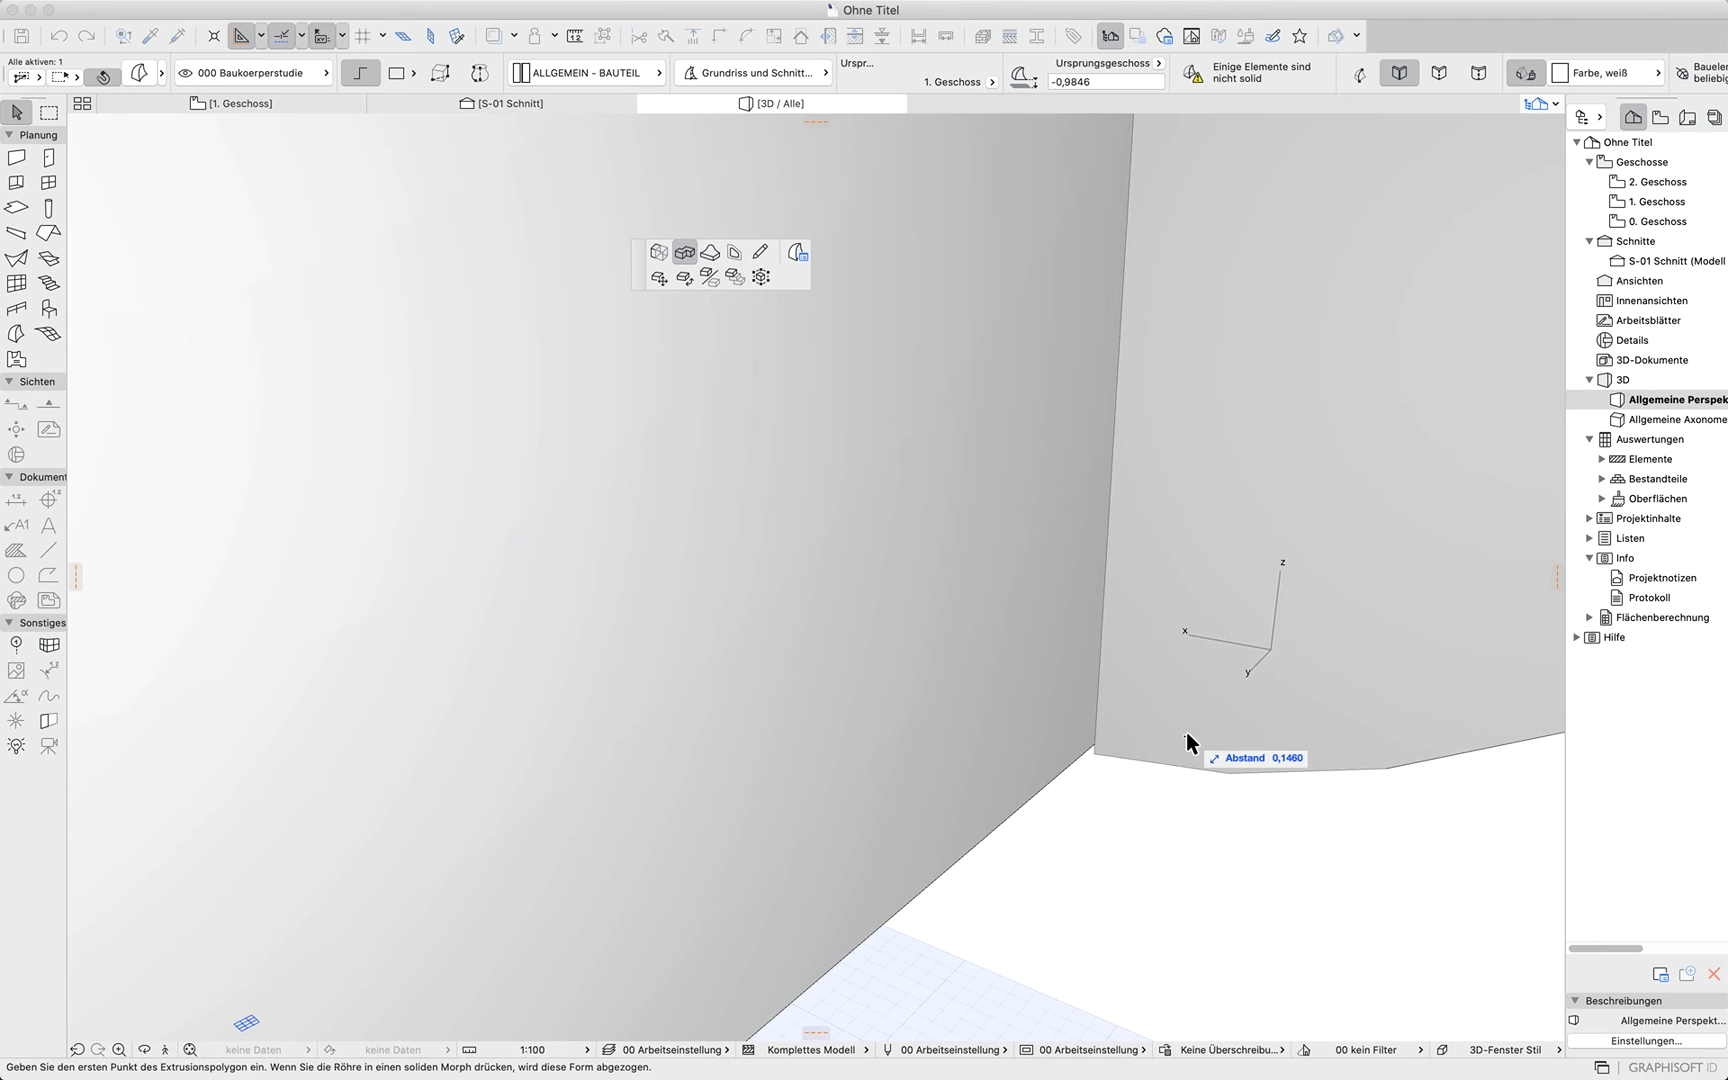 Ohne Titel
Alle aktiven: 1
000 Baukoerperstudie
ALLGEMEIN - BAUTEIL
Grundriss und Schnitt...
Urspr...
1. Geschoss
Ursprungsgeschoss
-0,9846
Einige Elemente sind
nicht solid
Farbe, weiß
Bauele
beliebi
[1. Geschoss]
[S-01 Schnitt]
[3D / Alle]
Planung
Sichten
Dokument
Sonstiges
z
x
y
Abstand 0,1460
Ohne Titel
Geschosse
2. Geschoss
1. Geschoss
0. Geschoss
Schnitte
S-01 Schnitt (Modell
Ansichten
Innenansichten
Arbeitsblätter
Details
3D-Dokumente
3D
Allgemeine Perspek
Allgemeine Axonome
Auswertungen
Elemente
Bestandteile
Oberflächen
Projektinhalte
Listen
Info
Projektnotizen
Protokoll
Flächenberechnung
Hilfe
Beschreibungen
Allgemeine Perspekt...
Einstellungen...
keine Daten
keine Daten
1:100
00 Arbeitseinstellung
Komplettes Modell
00 Arbeitseinstellung
00 Arbeitseinstellung
Keine Überschreibu...
00 kein Filter
3D-Fenster Stil
Geben Sie den ersten Punkt des Extrusionspolygon ein. Wenn Sie die Röhre in einen soliden Morph drücken, wird diese Form abgezogen.
GRAPHISOFT ID